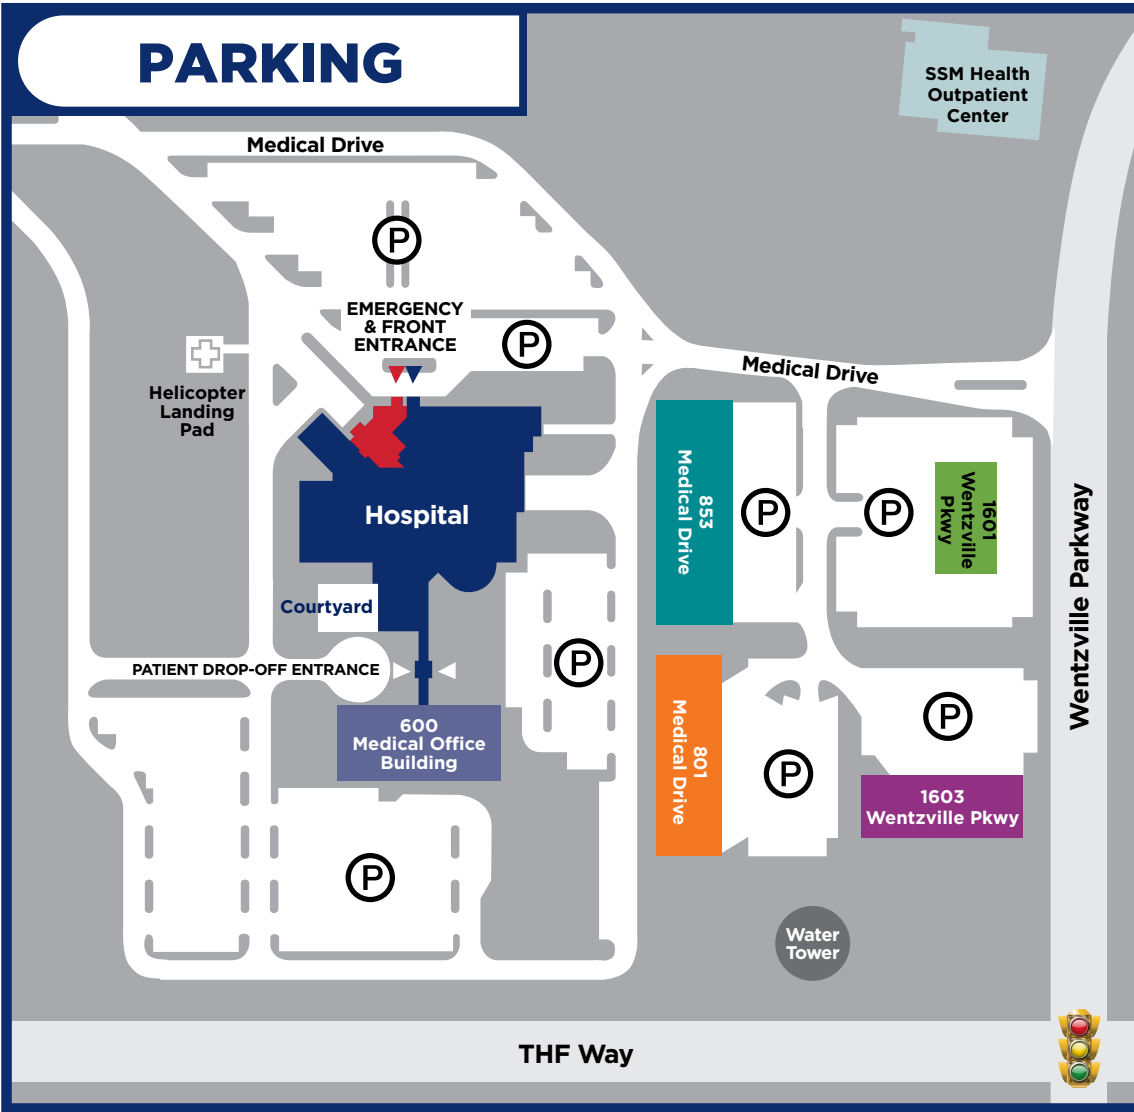 PARKING
SSM Health
Outpatient
Center
Medical Drive
P
EMERGENCY
& FRONT
ENTRANCE
P
Medical Drive
Helicopter
Landing
Pad
Hospital
853
Medical Drive
P
P
1601
Wentzville
Pkwy
Wentzville Parkway
Courtyard
PATIENT DROP-OFF ENTRANCE
P
600
Medical Office
Building
801
Medical Drive
P
P
1603
Wentzville Pkwy
P
Water
Tower
THF Way